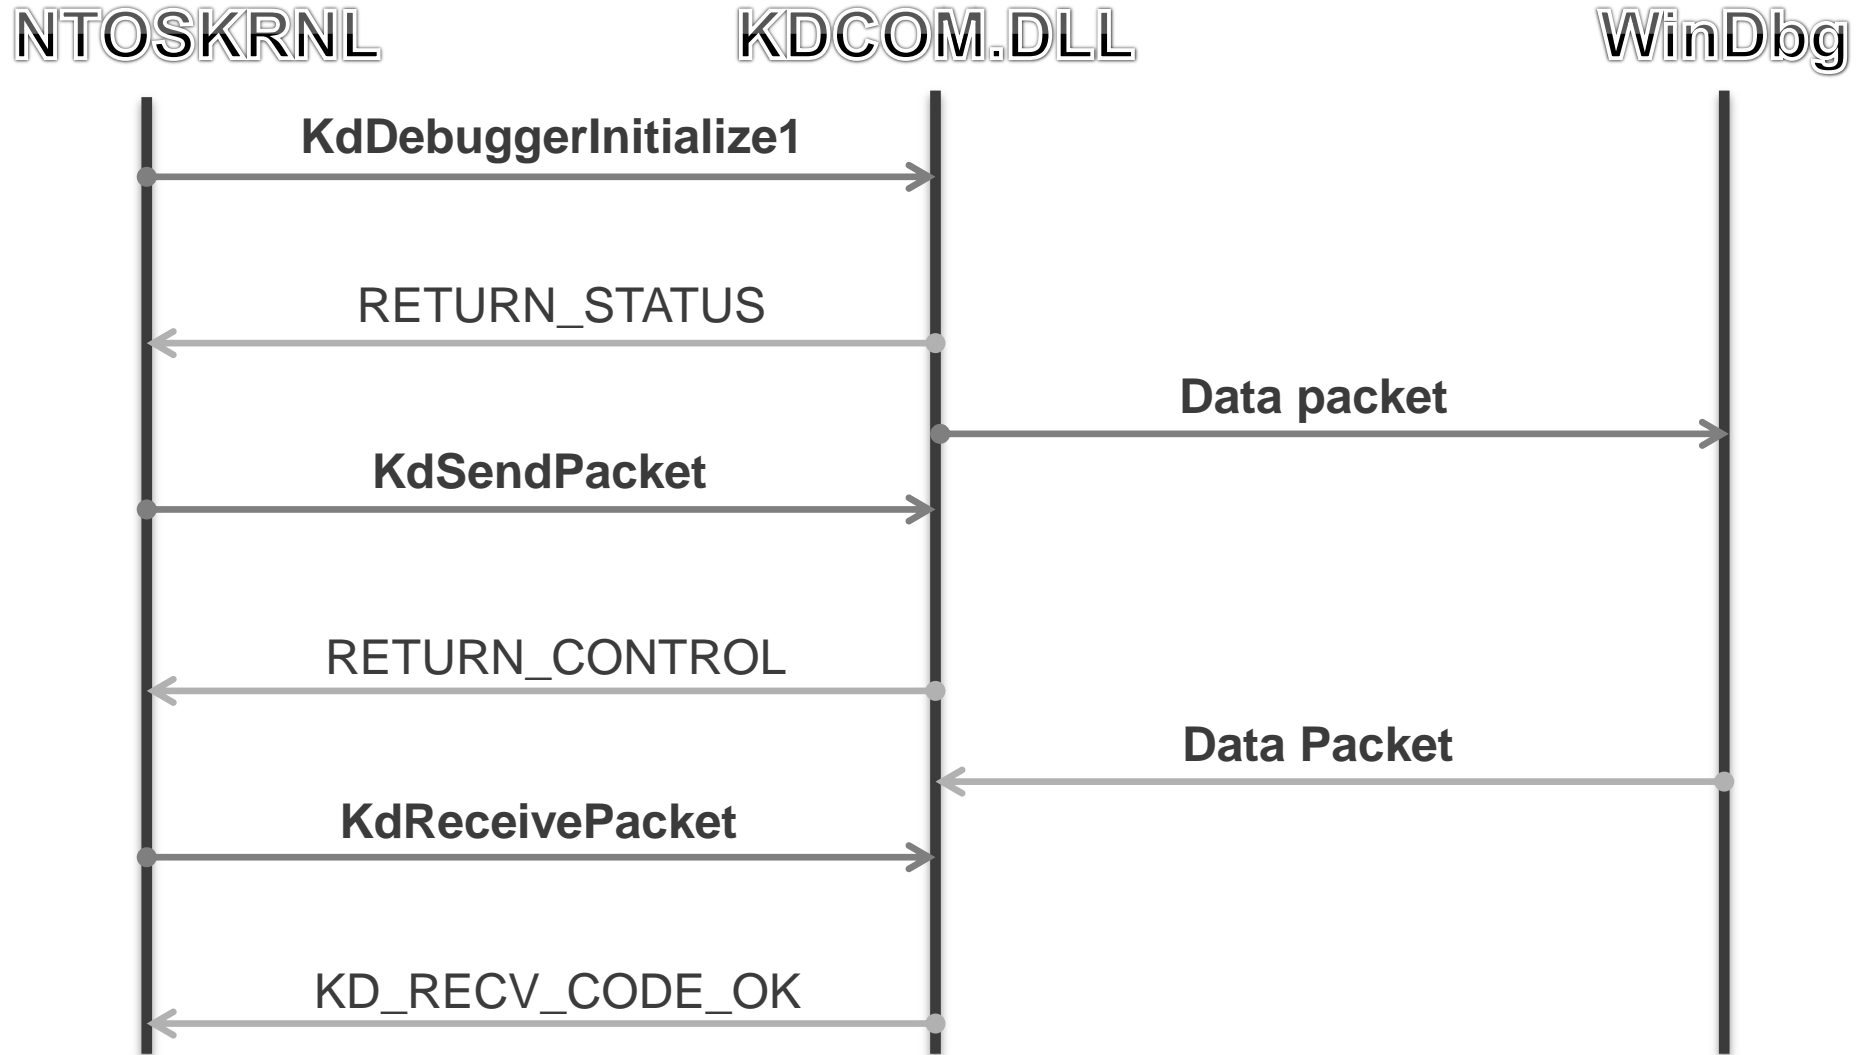 NTOSKRNL
KDCOM.DLL
WinDbg
KdDebuggerInitialize1
RETURN_STATUS
Data packet
KdSendPacket
RETURN_CONTROL
Data Packet
KdReceivePacket
KD_RECV_CODE_OK